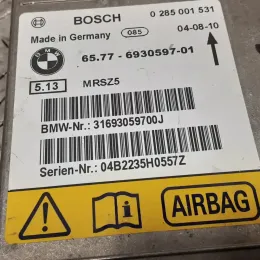 BOSCH 0 285 001 531
Made in Germany 085 04-08-10
BMW 65.77 - 6930597-01
5.13 MRSZ5
BMW-Nr.: 31693059700J
Serien-Nr.: 04B2235H0557Z
AIRBAG